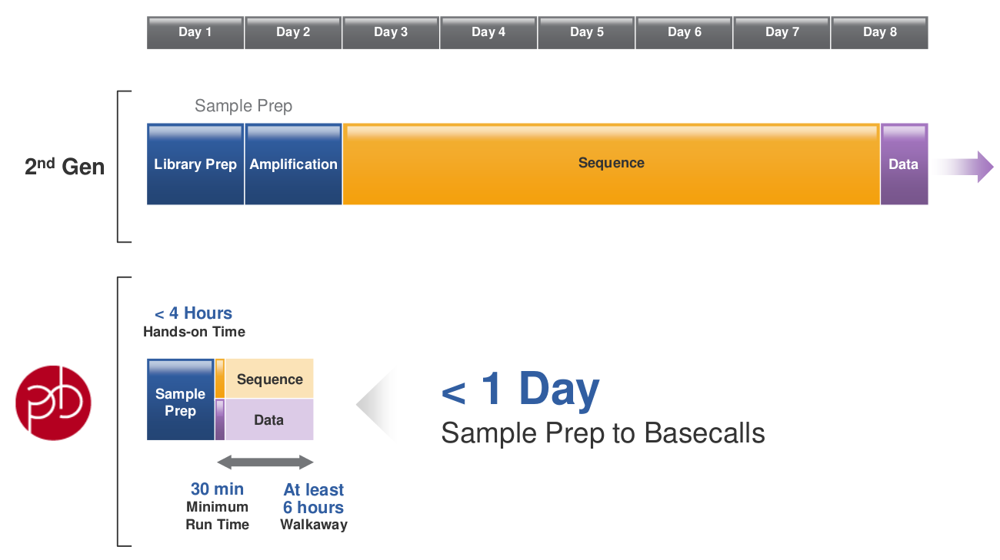 Day 1 Day 2 Day 3 Day 4 Day 5 Day 6 Day 7 Day 8
Sample Prep
2nd Gen
Library Prep Amplification Sequence Data
< 4 Hours
Hands-on Time
pb
Sample
Prep
Sequence
Data
< 1 Day
Sample Prep to Basecalls
30 min
Minimum
Run Time
At least
6 hours
Walkaway